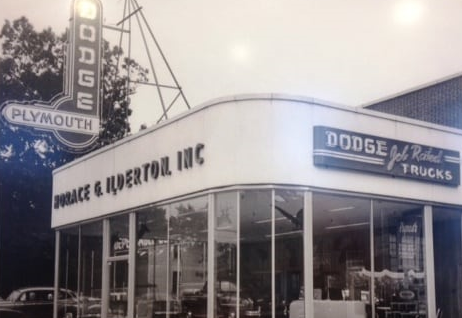 DODGE
PLYMOUTH
HORACE G. ILDERTON, INC
DODGE
Job Rated
TRUCKS